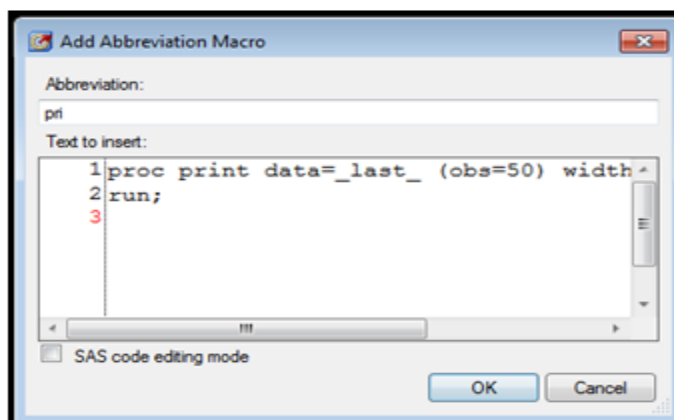 Add Abbreviation Macro
Abbreviation:
pri
Text to insert:
1 proc print data=_last_ (obs=50) width
2 run;
3
SAS code editing mode
OK Cancel